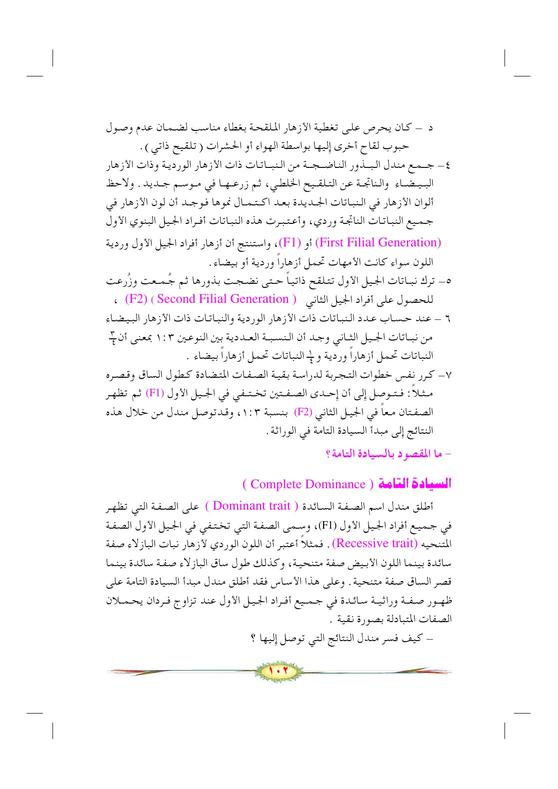 د – كان يحرص على تغطية الأزهار الملقحة بغطاء مناسب لضمان عدم وصول
حبوب لقاح أخرى إليها بواسطة الهواء أو الحشرات ( تلقيح ذاتي ) .
٤– جمع مندل البذور الناضجة من النباتات ذات الأزهار الوردية وذات الأزهار
البيضاء والناتجة عن التلقيح الخلطي، ثم زرعها في موسم جديد . ولاحظ
ألوان الأزهار في النباتات الجديدة بعد اكتمال نموها فوجد أن لون الأزهار في
جميع النباتات الناتجة وردي، وأعتبرت هذه النباتات أفراد الجيل البنوي الأول
(First Filial Generation) أو (F1)، واستنتج أن أزهار أفراد الجيل الأول وردية
اللون سواء كانت الأمهات تحمل أزهاراً وردية أو بيضاء .
٥– ترك نباتات الجيل الأول تتلقح ذاتياً حتى نضجت بذورها ثم جُمعت وزُرعت
للحصول على أفراد الجيل الثاني ( Second Filial Generation ) (F2) ،
٦ – عند حساب عدد النباتات ذات الأزهار الوردية والنباتات ذات الأزهار البيضاء
من نباتات الجيل الثاني وجد أن النسبة العددية بين النوعين ٣ : ١ بمعنى أن ٣/٤
النباتات تحمل أزهاراً وردية و ١/٤ النباتات تحمل أزهاراً بيضاء .
٧– كرر نفس خطوات التجربة لدراسة بقية الصفات المتضادة كطول الساق وقصره
مثلاً : فتوصل إلى أن إحدى الصفتين تختفي في الجيل الأول (F1) ثم تظهر
الصفتان معاً في الجيل الثاني (F2) بنسبة ٣ : ١ ، وقدتوصل مندل من خلال هذه
النتائج إلى مبدأ السيادة التامة في الوراثة .
– ما المقصود بالسيادة التامة؟
السيادة التامة ( Complete Dominance )
أطلق مندل اسم الصفة السائدة ( Dominant trait ) على الصفة التي تظهر
في جميع أفراد الجيل الأول (F1)، وسمى الصفة التي تختفي في الجيل الأول الصفة
المتنحيه (Recessive trait) . فمثلاً أعتبر أن اللون الوردي لأزهار نبات البازلاء صفة
سائدة بينما اللون الأبيض صفة متنحية، وكذلك طول ساق البازلاء صفة سائدة بينما
قصر الساق صفة متنحية . وعلى هذا الأساس فقد أطلق مندل مبدأ السيادة التامة على
ظهور صفة وراثية سائدة في جميع أفراد الجيل الأول عند تزاوج فردان يحملان
الصفات المتبادلة بصورة نقية .
– كيف فسر مندل النتائج التي توصل إليها ؟
١٠٢